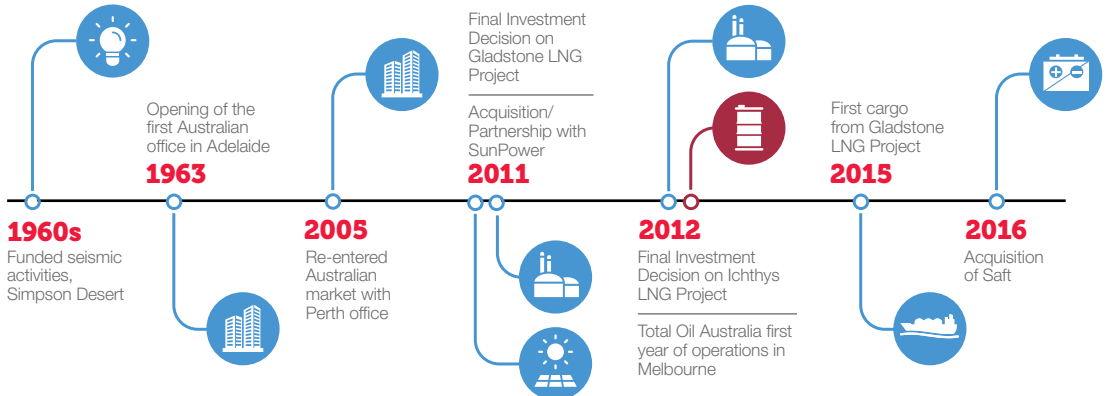 1960s
Funded seismic
activities,
Simpson Desert
Opening of the
first Australian
office in Adelaide
1963
2005
Re-entered
Australian
market with
Perth office
Final Investment
Decision on
Gladstone LNG
Project
Acquisition/
Partnership with
SunPower
2011
2012
Final Investment
Decision on Ichthys
LNG Project
Total Oil Australia first
year of operations in
Melbourne
First cargo
from Gladstone
LNG Project
2015
2016
Acquisition
of Saft